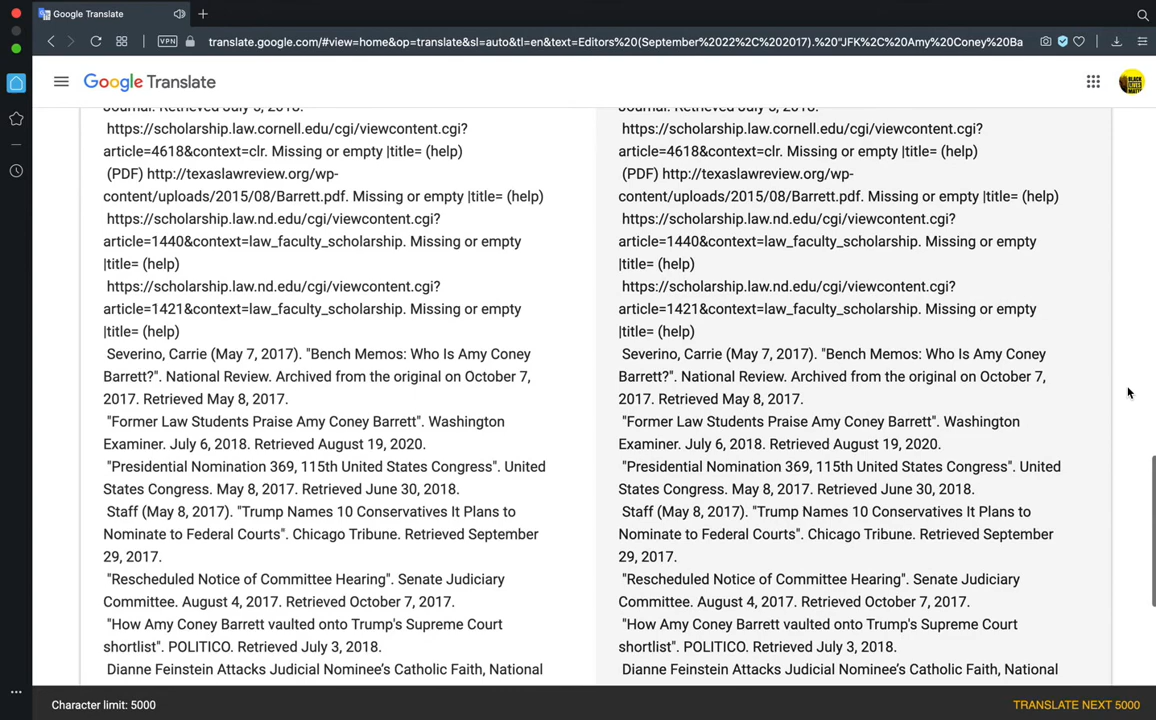 Google Translate
VPN
translate.google.com/#view=home&op=translate&sl=auto&tl=en&text=Editors%20(September%2022%2C%202017).%20"JFK%2C%20Amy%20Coney%20Ba
Google Translate
BLACK
LIVES
MATTER
Journal. Retrieved July 3, 2018.
https://scholarship.law.cornell.edu/cgi/viewcontent.cgi?
article=4618&context=clr. Missing or empty |title= (help)
(PDF) http://texaslawreview.org/wp-
content/uploads/2015/08/Barrett.pdf. Missing or empty |title= (help)
https://scholarship.law.nd.edu/cgi/viewcontent.cgi?
article=1440&context=law_faculty_scholarship. Missing or empty
|title= (help)
https://scholarship.law.nd.edu/cgi/viewcontent.cgi?
article=1421&context=law_faculty_scholarship. Missing or empty
|title= (help)
Severino, Carrie (May 7, 2017). "Bench Memos: Who Is Amy Coney
Barrett?". National Review. Archived from the original on October 7,
2017. Retrieved May 8, 2017.
"Former Law Students Praise Amy Coney Barrett". Washington
Examiner. July 6, 2018. Retrieved August 19, 2020.
"Presidential Nomination 369, 115th United States Congress". United
States Congress. May 8, 2017. Retrieved June 30, 2018.
Staff (May 8, 2017). "Trump Names 10 Conservatives It Plans to
Nominate to Federal Courts". Chicago Tribune. Retrieved September
29, 2017.
"Rescheduled Notice of Committee Hearing". Senate Judiciary
Committee. August 4, 2017. Retrieved October 7, 2017.
"How Amy Coney Barrett vaulted onto Trump's Supreme Court
shortlist". POLITICO. Retrieved July 3, 2018.
Dianne Feinstein Attacks Judicial Nominee's Catholic Faith, National
Journal. Retrieved July 3, 2018.
https://scholarship.law.cornell.edu/cgi/viewcontent.cgi?
article=4618&context=clr. Missing or empty |title= (help)
(PDF) http://texaslawreview.org/wp-
content/uploads/2015/08/Barrett.pdf. Missing or empty |title= (help)
https://scholarship.law.nd.edu/cgi/viewcontent.cgi?
article=1440&context=law_faculty_scholarship. Missing or empty
|title= (help)
https://scholarship.law.nd.edu/cgi/viewcontent.cgi?
article=1421&context=law_faculty_scholarship. Missing or empty
|title= (help)
Severino, Carrie (May 7, 2017). "Bench Memos: Who Is Amy Coney
Barrett?". National Review. Archived from the original on October 7,
2017. Retrieved May 8, 2017.
"Former Law Students Praise Amy Coney Barrett". Washington
Examiner. July 6, 2018. Retrieved August 19, 2020.
"Presidential Nomination 369, 115th United States Congress". United
States Congress. May 8, 2017. Retrieved June 30, 2018.
Staff (May 8, 2017). "Trump Names 10 Conservatives It Plans to
Nominate to Federal Courts". Chicago Tribune. Retrieved September
29, 2017.
"Rescheduled Notice of Committee Hearing". Senate Judiciary
Committee. August 4, 2017. Retrieved October 7, 2017.
"How Amy Coney Barrett vaulted onto Trump's Supreme Court
shortlist". POLITICO. Retrieved July 3, 2018.
Dianne Feinstein Attacks Judicial Nominee's Catholic Faith, National
Character limit: 5000
TRANSLATE NEXT 5000